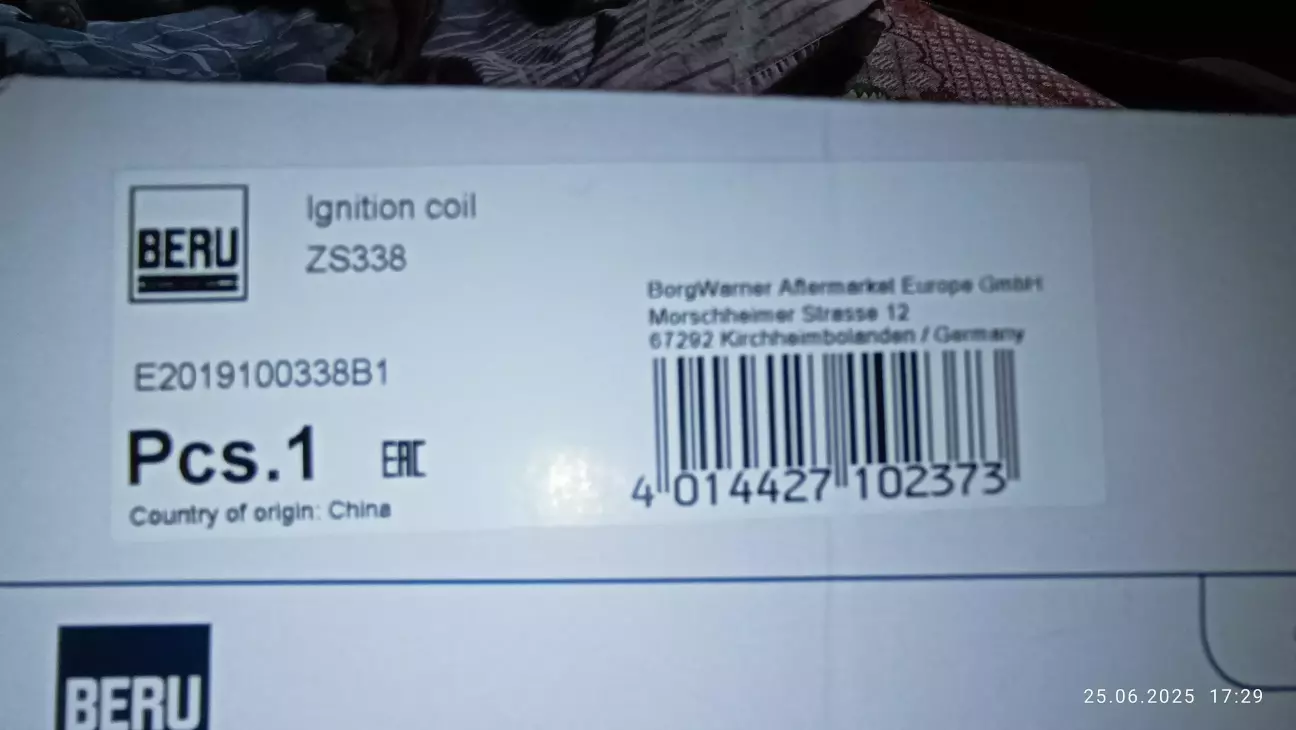 BERU
Ignition coil
ZS338
BorgWarner Aftermarket Europe GmbH
Morschheimer Strasse 12
67292 Kirchheimbolanden / Germany
E2019100338B1
Pcs.1
EAC
Country of origin: China
4 014427 102373
BERU
25.06.2025 17:29